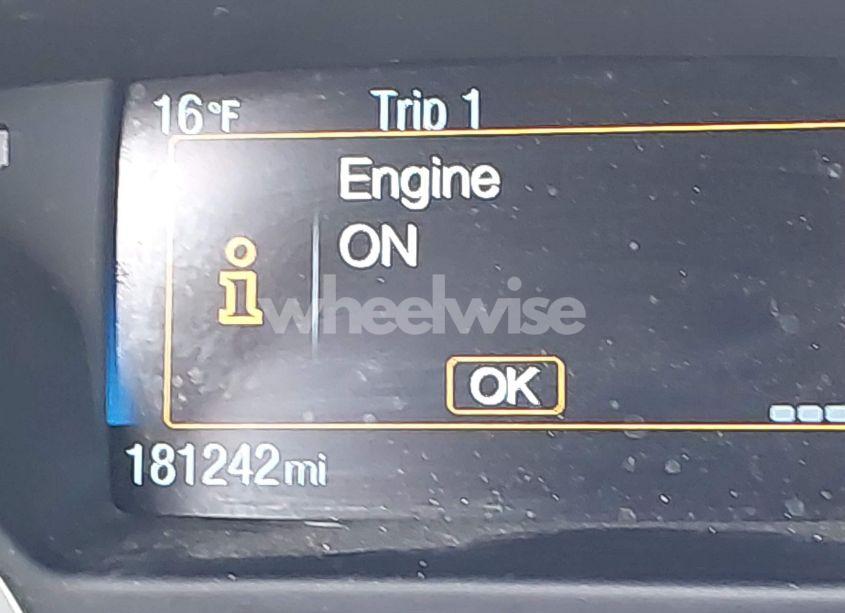 16°F Trip 1
Engine
ON
i
wheelwise
OK
181242mi